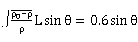 √((ρ₀−ρ)/ρ) L sin θ = 0.6 sin θ